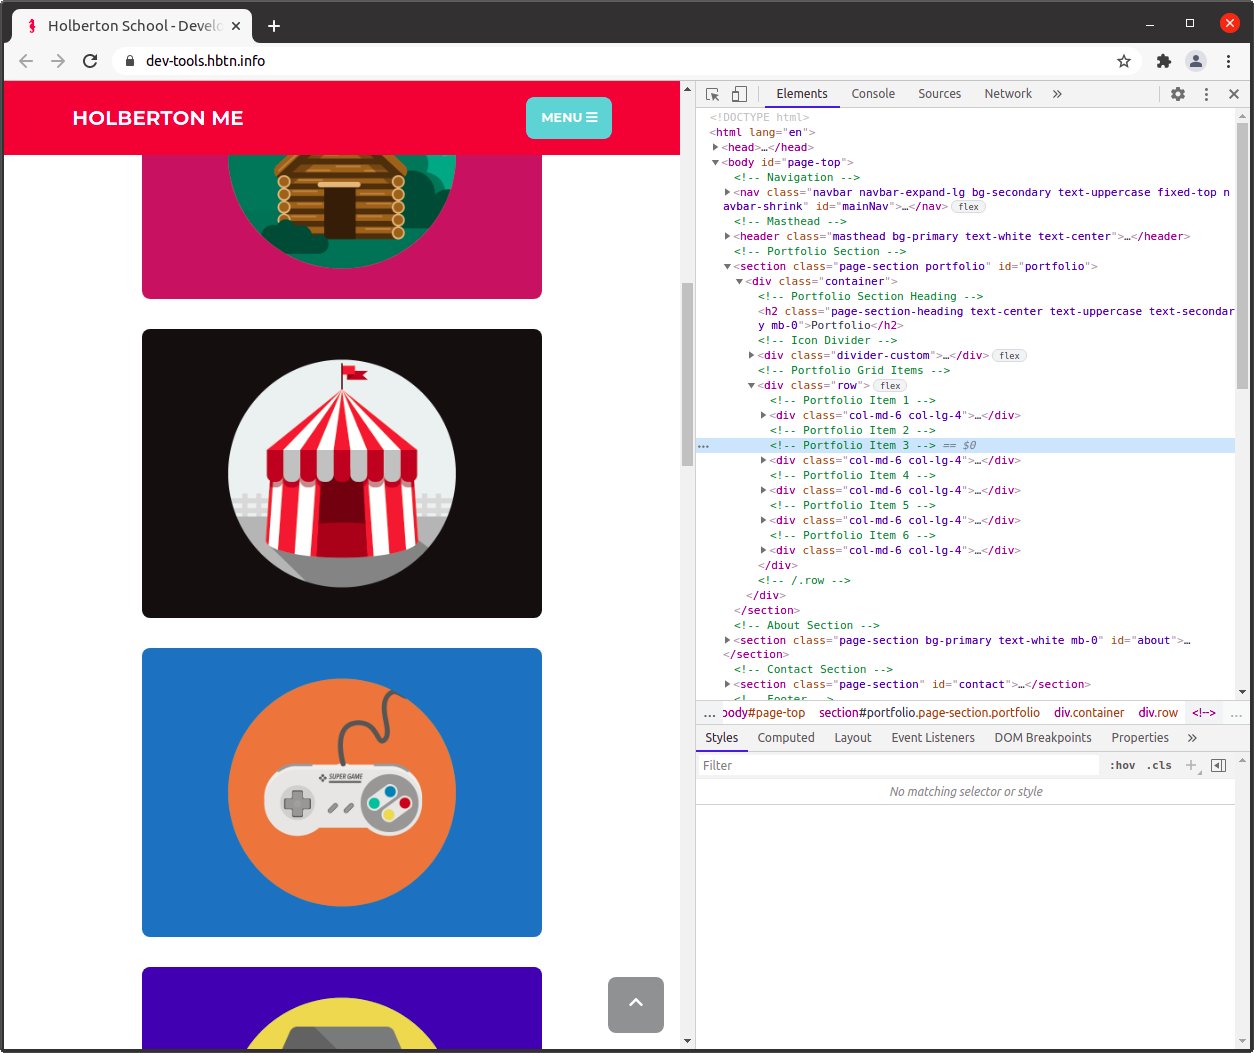 Holberton School - Develo
dev-tools.hbtn.info
HOLBERTON ME
MENU
SUPER GAME
Elements Console Sources Network »
<!DOCTYPE html>
<html lang="en">
<head>…</head>
<body id="page-top">
<!-- Navigation -->
<nav class="navbar navbar-expand-lg bg-secondary text-uppercase fixed-top n
avbar-shrink" id="mainNav">…</nav> flex
<!-- Masthead -->
<header class="masthead bg-primary text-white text-center">…</header>
<!-- Portfolio Section -->
<section class="page-section portfolio" id="portfolio">
<div class="container">
<!-- Portfolio Section Heading -->
<h2 class="page-section-heading text-center text-uppercase text-secondar
y mb-0">Portfolio</h2>
<!-- Icon Divider -->
<div class="divider-custom">…</div> flex
<!-- Portfolio Grid Items -->
<div class="row"> flex
<!-- Portfolio Item 1 -->
<div class="col-md-6 col-lg-4">…</div>
<!-- Portfolio Item 2 -->
<!-- Portfolio Item 3 --> == $0
<div class="col-md-6 col-lg-4">…</div>
<!-- Portfolio Item 4 -->
<div class="col-md-6 col-lg-4">…</div>
<!-- Portfolio Item 5 -->
<div class="col-md-6 col-lg-4">…</div>
<!-- Portfolio Item 6 -->
<div class="col-md-6 col-lg-4">…</div>
</div>
<!-- /.row -->
</div>
</section>
<!-- About Section -->
<section class="page-section bg-primary text-white mb-0" id="about">…
</section>
<!-- Contact Section -->
<section class="page-section" id="contact">…</section>
<!-- Footer -->
… body#page-top section#portfolio.page-section.portfolio div.container div.row <!--> …
Styles Computed Layout Event Listeners DOM Breakpoints Properties »
Filter :hov .cls +
No matching selector or style